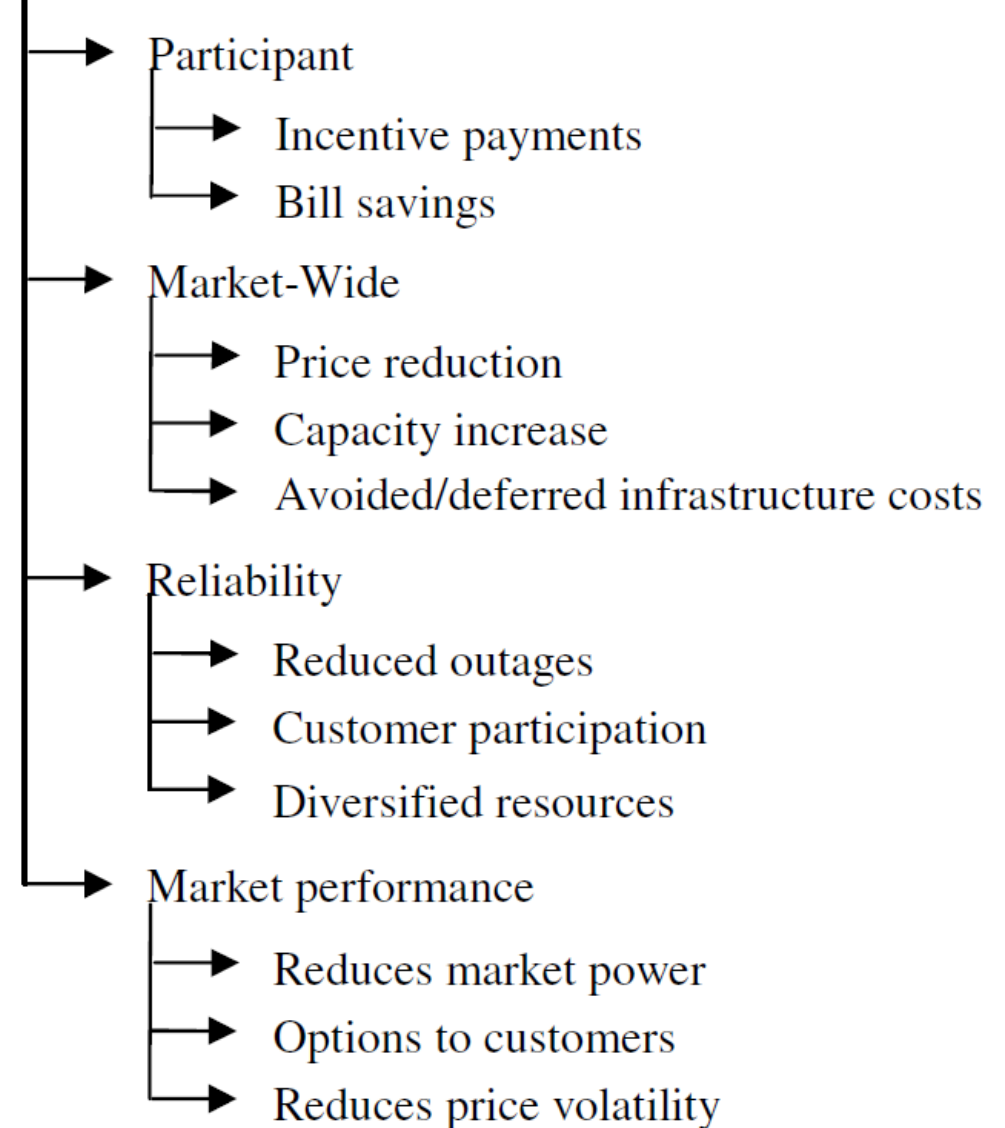 Participant
Incentive payments
Bill savings
Market-Wide
Price reduction
Capacity increase
Avoided/deferred infrastructure costs
Reliability
Reduced outages
Customer participation
Diversified resources
Market performance
Reduces market power
Options to customers
Reduces price volatility